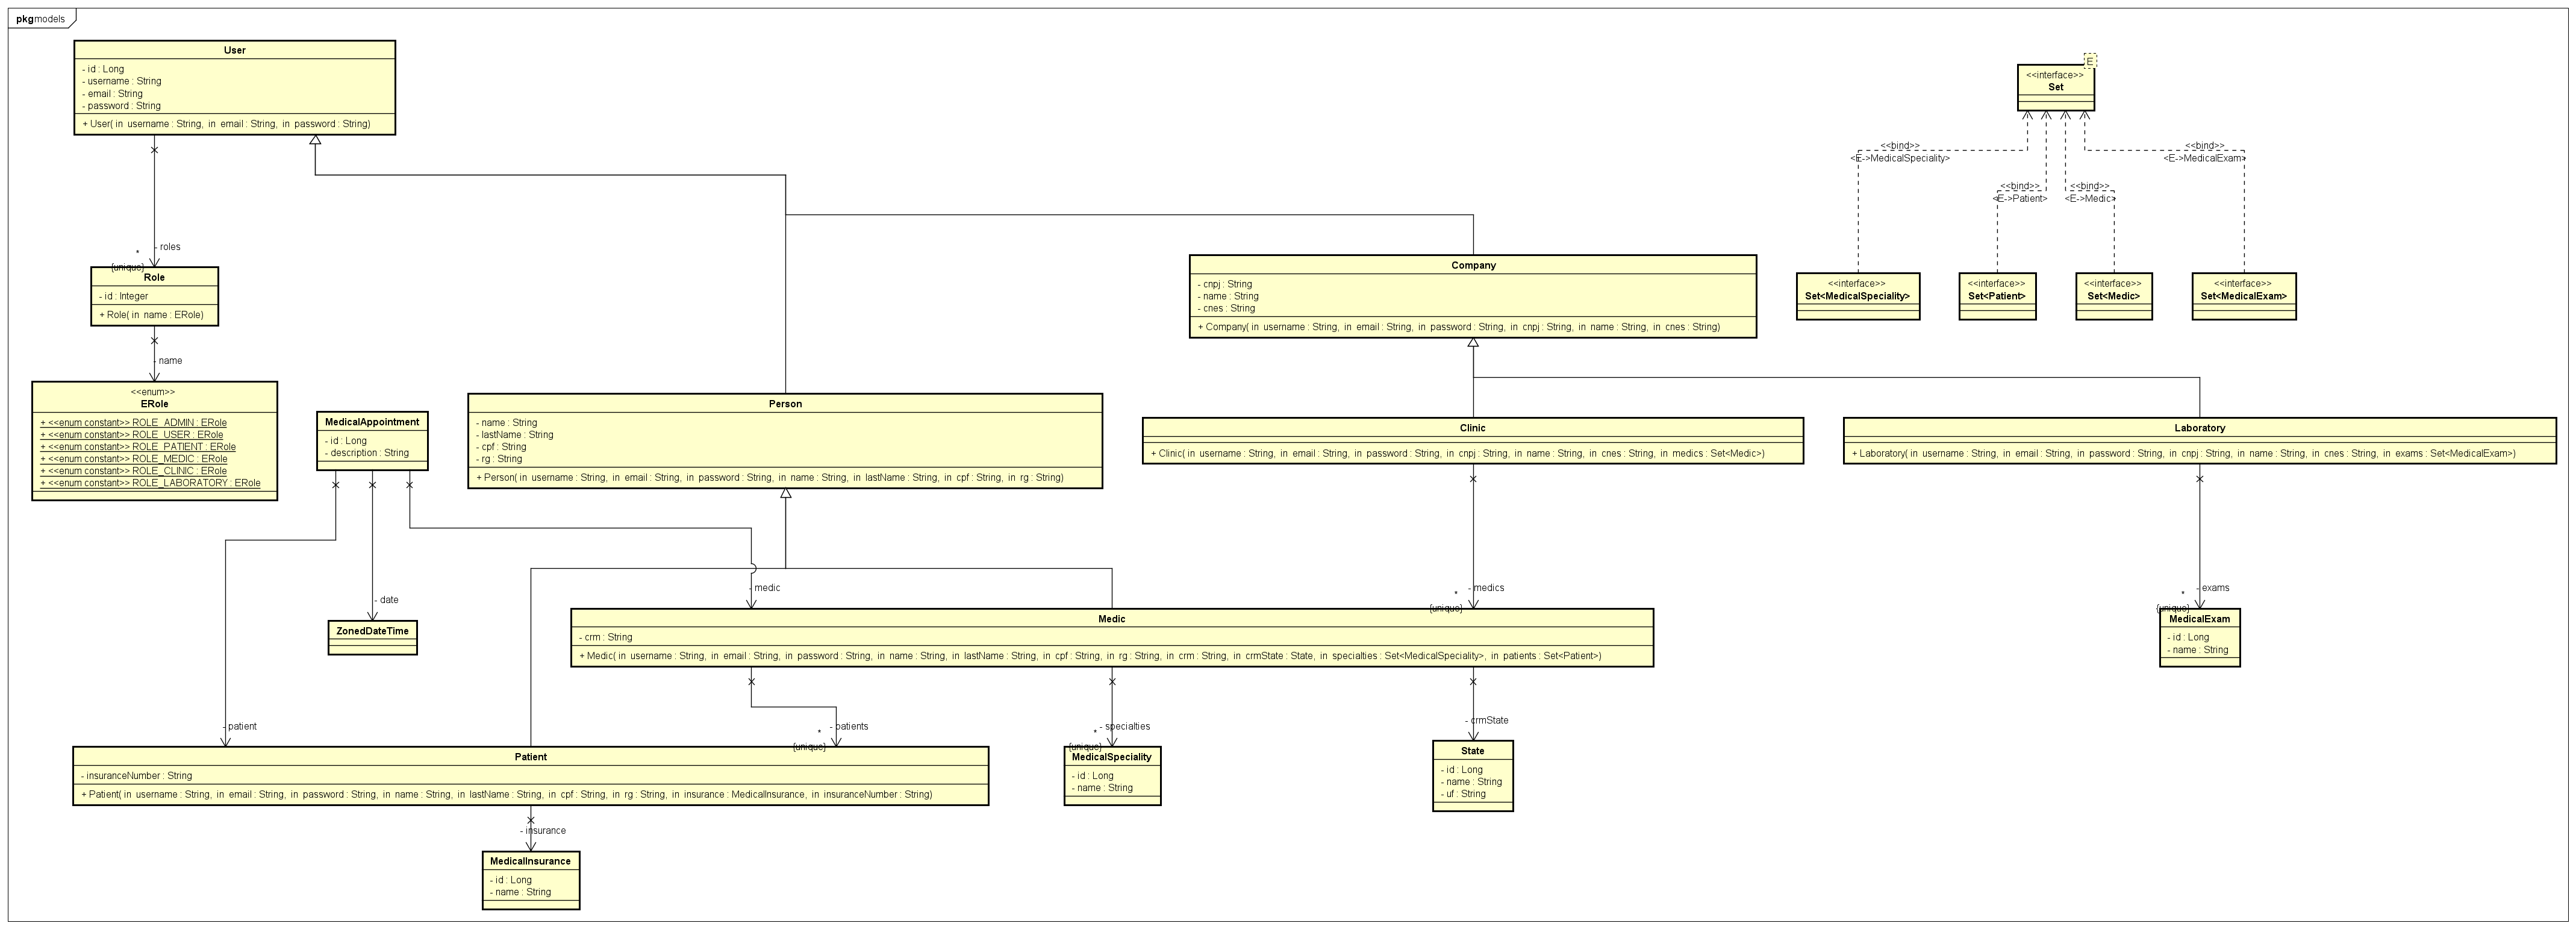 pkg models
User
- id : Long
- username : String
- email : String
- password : String
+ User( in username : String, in email : String, in password : String)
E
<<interface>>
Set
<<bind>>
<E->MedicalSpeciality>
<<bind>>
<E->MedicalExam>
<<bind>>
<E->Patient>
<<bind>>
<E->Medic>
- roles
*
{unique}
Role
- id : Integer
+ Role( in name : ERole)
Company
- cnpj : String
- name : String
- cnes : String
+ Company( in username : String, in email : String, in password : String, in cnpj : String, in name : String, in cnes : String)
<<interface>>
Set<MedicalSpeciality>
<<interface>>
Set<Patient>
<<interface>>
Set<Medic>
<<interface>>
Set<MedicalExam>
- name
<<enum>>
ERole
+ <<enum constant>> ROLE_ADMIN : ERole
+ <<enum constant>> ROLE_USER : ERole
+ <<enum constant>> ROLE_PATIENT : ERole
+ <<enum constant>> ROLE_MEDIC : ERole
+ <<enum constant>> ROLE_CLINIC : ERole
+ <<enum constant>> ROLE_LABORATORY : ERole
MedicalAppointment
- id : Long
- description : String
Person
- name : String
- lastName : String
- cpf : String
- rg : String
+ Person( in username : String, in email : String, in password : String, in name : String, in lastName : String, in cpf : String, in rg : String)
Clinic
+ Clinic( in username : String, in email : String, in password : String, in cnpj : String, in name : String, in cnes : String, in medics : Set<Medic>)
Laboratory
+ Laboratory( in username : String, in email : String, in password : String, in cnpj : String, in name : String, in cnes : String, in exams : Set<MedicalExam>)
- date
ZonedDateTime
- medic
- medics
*
{unique}
- exams
*
{unique}
Medic
- crm : String
+ Medic( in username : String, in email : String, in password : String, in name : String, in lastName : String, in cpf : String, in rg : String, in crm : String, in crmState : State, in specialties : Set<MedicalSpeciality>, in patients : Set<Patient>)
MedicalExam
- id : Long
- name : String
- patient
- patients
*
{unique}
- specialties
*
{unique}
- crmState
Patient
- insuranceNumber : String
+ Patient( in username : String, in email : String, in password : String, in name : String, in lastName : String, in cpf : String, in rg : String, in insurance : MedicalInsurance, in insuranceNumber : String)
MedicalSpeciality
- id : Long
- name : String
State
- id : Long
- name : String
- uf : String
- insurance
MedicalInsurance
- id : Long
- name : String